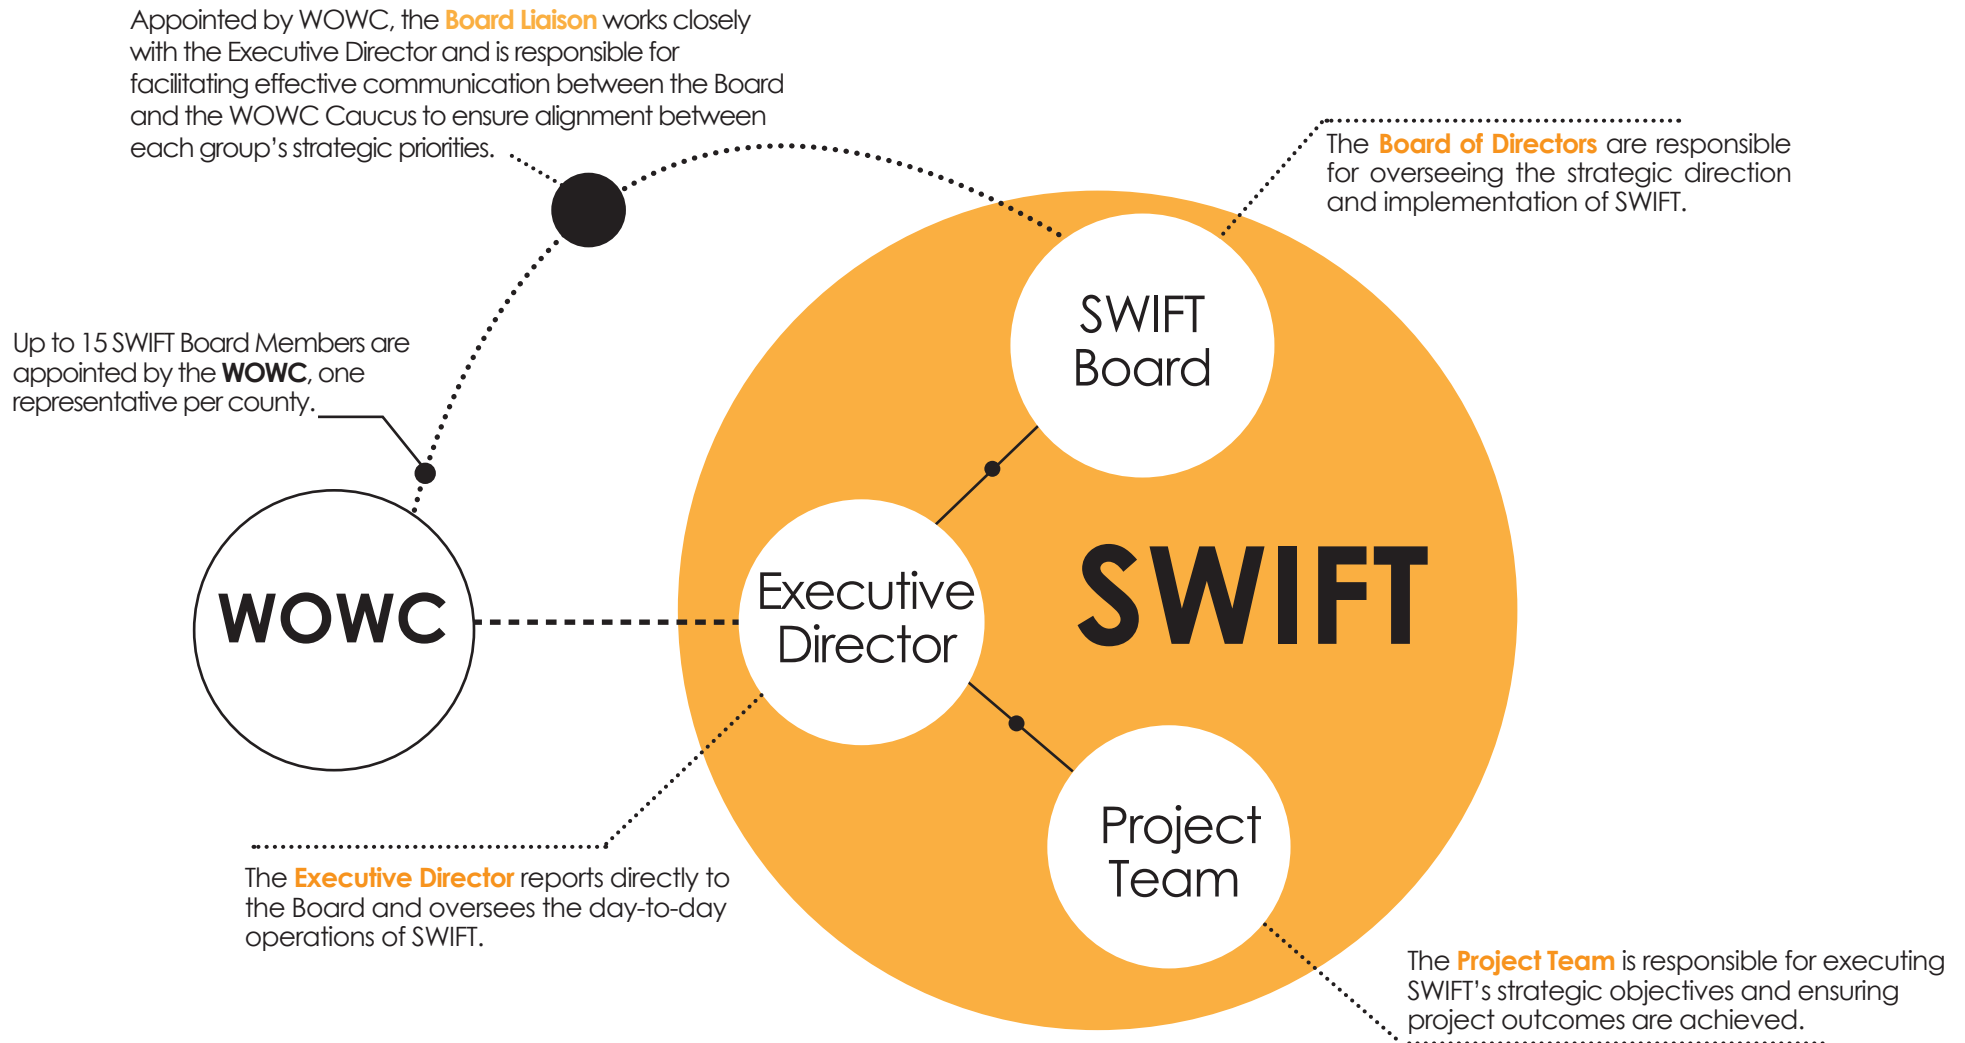 Appointed by WOWC, the Board Liaison works closely
with the Executive Director and is responsible for
facilitating effective communication between the Board
and the WOWC Caucus to ensure alignment between
each group's strategic priorities.
The Board of Directors are responsible
for overseeing the strategic direction
and implementation of SWIFT.
Up to 15 SWIFT Board Members are
appointed by the WOWC, one
representative per county.
SWIFT
Board
WOWC
Executive
Director
SWIFT
Project
Team
The Executive Director reports directly to
the Board and oversees the day-to-day
operations of SWIFT.
The Project Team is responsible for executing
SWIFT's strategic objectives and ensuring
project outcomes are achieved.